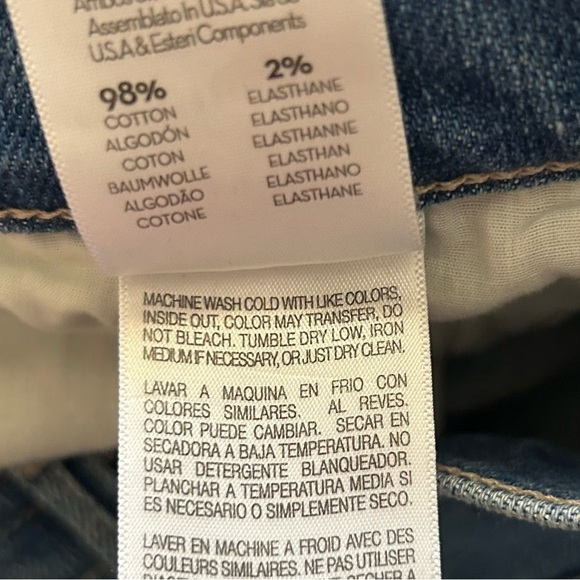 Assemblato In U.S.A.
U.S.A & Esteri Components
98%
COTTON
ALGODÓN
COTON
BAUMWOLLE
ALGODÃO
COTONE
2%
ELASTHANE
ELASTHANO
ELASTHANNE
ELASTHAN
ELASTHANO
ELASTHANE
MACHINE WASH COLD WITH LIKE COLORS,
INSIDE OUT, COLOR MAY TRANSFER, DO
NOT BLEACH. TUMBLE DRY LOW, IRON
MEDIUM IF NECESSARY, OR JUST DRY CLEAN.
LAVAR A MAQUINA EN FRIO CON
COLORES SIMILARES. AL REVES.
COLOR PUEDE CAMBIAR. SECAR EN
SECADORA A BAJA TEMPERATURA. NO
USAR DETERGENTE BLANQUEADOR.
PLANCHAR A TEMPERATURA MEDIA SI
ES NECESARIO O SIMPLEMENTE SECO.
LAVER EN MACHINE A FROID AVEC DES
COULEURS SIMILAIRES. NE PAS UTILISER